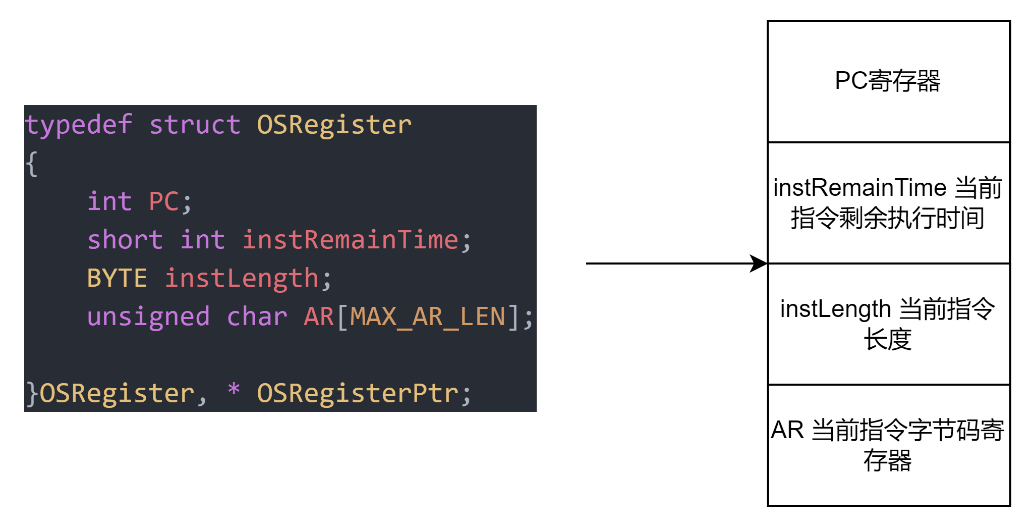 typedef struct OSRegister
{
    int PC;
    short int instRemainTime;
    BYTE instLength;
    unsigned char AR[MAX_AR_LEN];
}OSRegister, * OSRegisterPtr;
PC寄存器
instRemainTime 当前
指令剩余执行时间
instLength 当前指令
长度
AR 当前指令字节码寄
存器